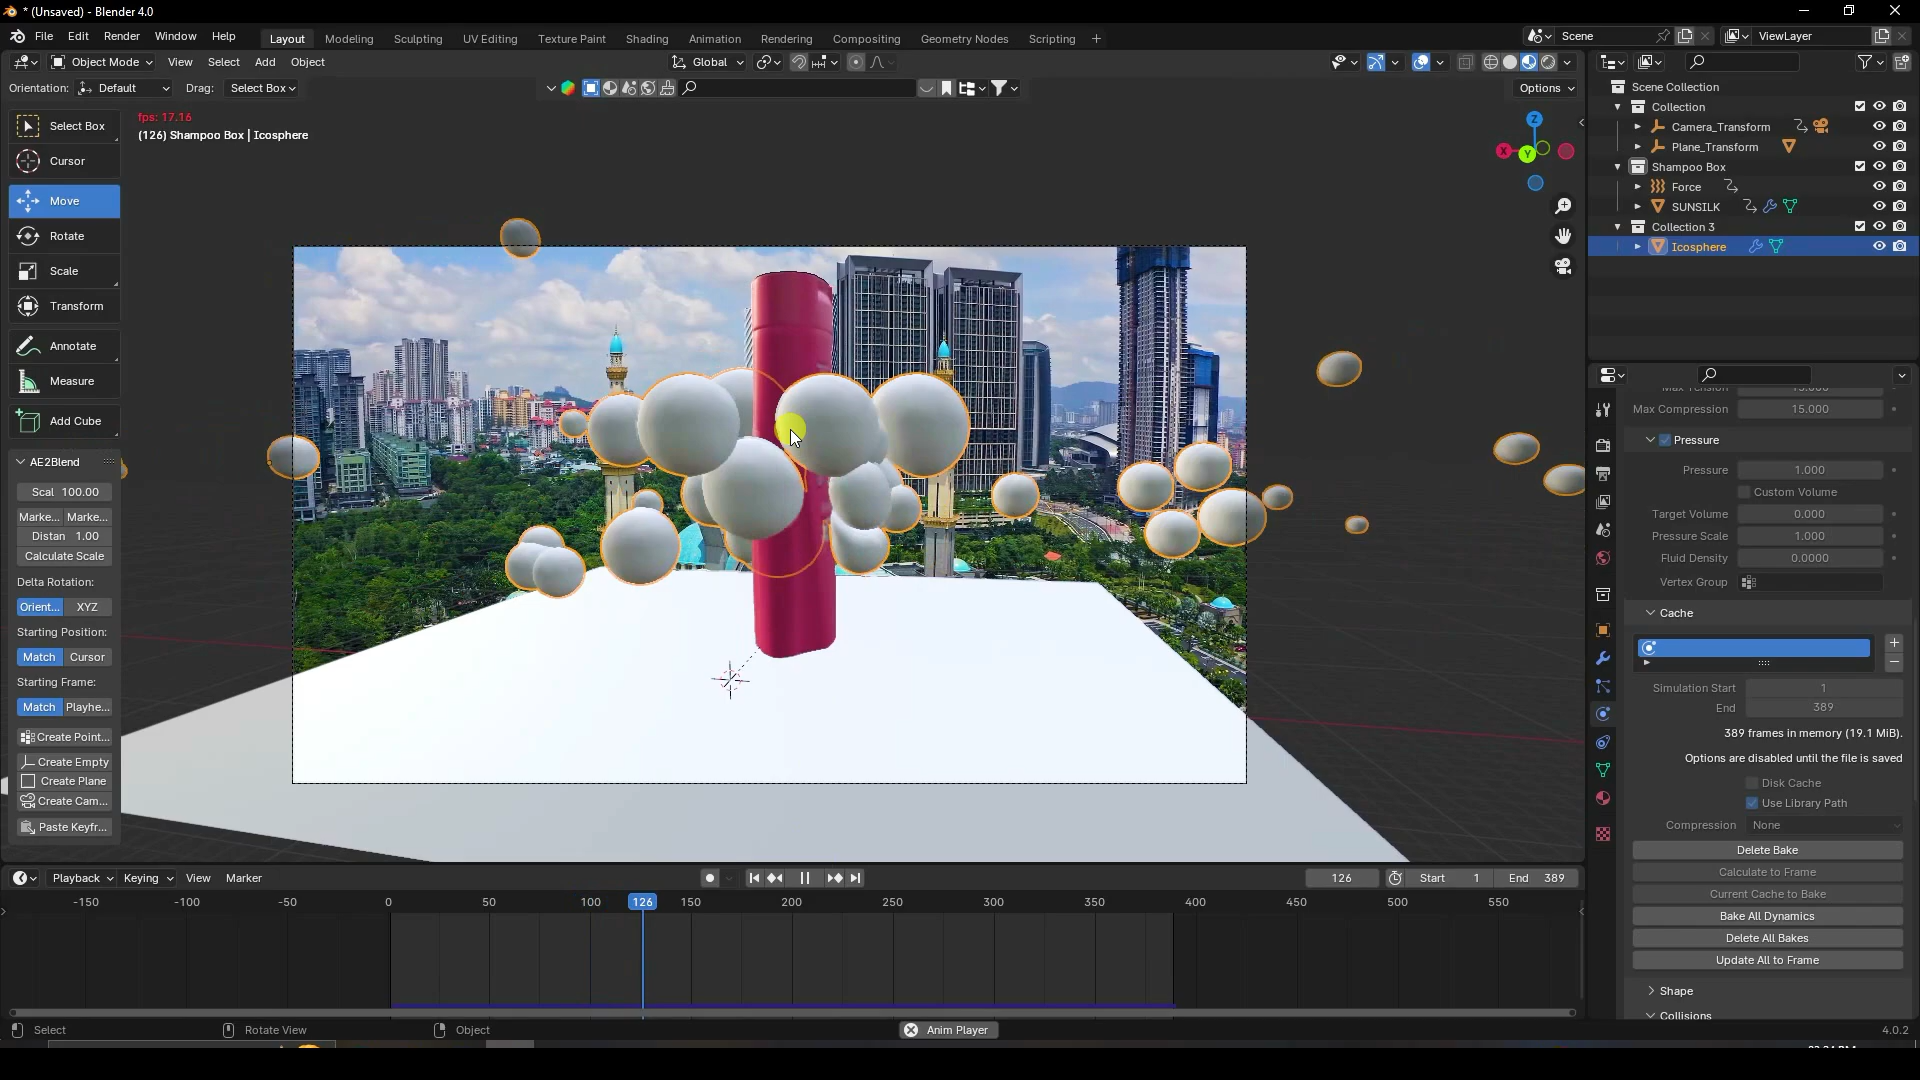 * (Unsaved) - Blender 4.0
File Edit Render Window Help
Layout Modeling Sculpting UV Editing Texture Paint Shading Animation Rendering Compositing Geometry Nodes Scripting +
Scene
ViewLayer
Object Mode View Select Add Object
Global
Orientation: Default Drag: Select Box
Options
fps: 17.16
(126) Shampoo Box | Icosphere
Select Box
Cursor
Move
Rotate
Scale
Transform
Annotate
Measure
Add Cube
AE2Blend
Scal 100.00
Marke... Marke...
Distan 1.00
Calculate Scale
Delta Rotation:
Orient... XYZ
Starting Position:
Match Cursor
Starting Frame:
Match Playhe...
Create Point...
Create Empty
Create Plane
Create Cam...
Paste Keyfr...
Z
X
Y
Scene Collection
Collection
Camera_Transform
Plane_Transform
Shampoo Box
Force
SUNSILK
Collection 3
Icosphere
Max Compression 15.000
Pressure
Pressure 1.000
Custom Volume
Target Volume 0.000
Pressure Scale 1.000
Fluid Density 0.0000
Vertex Group
Cache
Simulation Start 1
End 389
389 frames in memory (19.1 MiB).
Options are disabled until the file is saved
Disk Cache
Use Library Path
Compression None
Delete Bake
Calculate to Frame
Current Cache to Bake
Bake All Dynamics
Delete All Bakes
Update All to Frame
Shape
Collisions
Playback Keying View Marker
126 Start 1 End 389
-150 -100 -50 0 50 100 126 150 200 250 300 350 400 450 500 550
Select Rotate View Object Anim Player 4.0.2